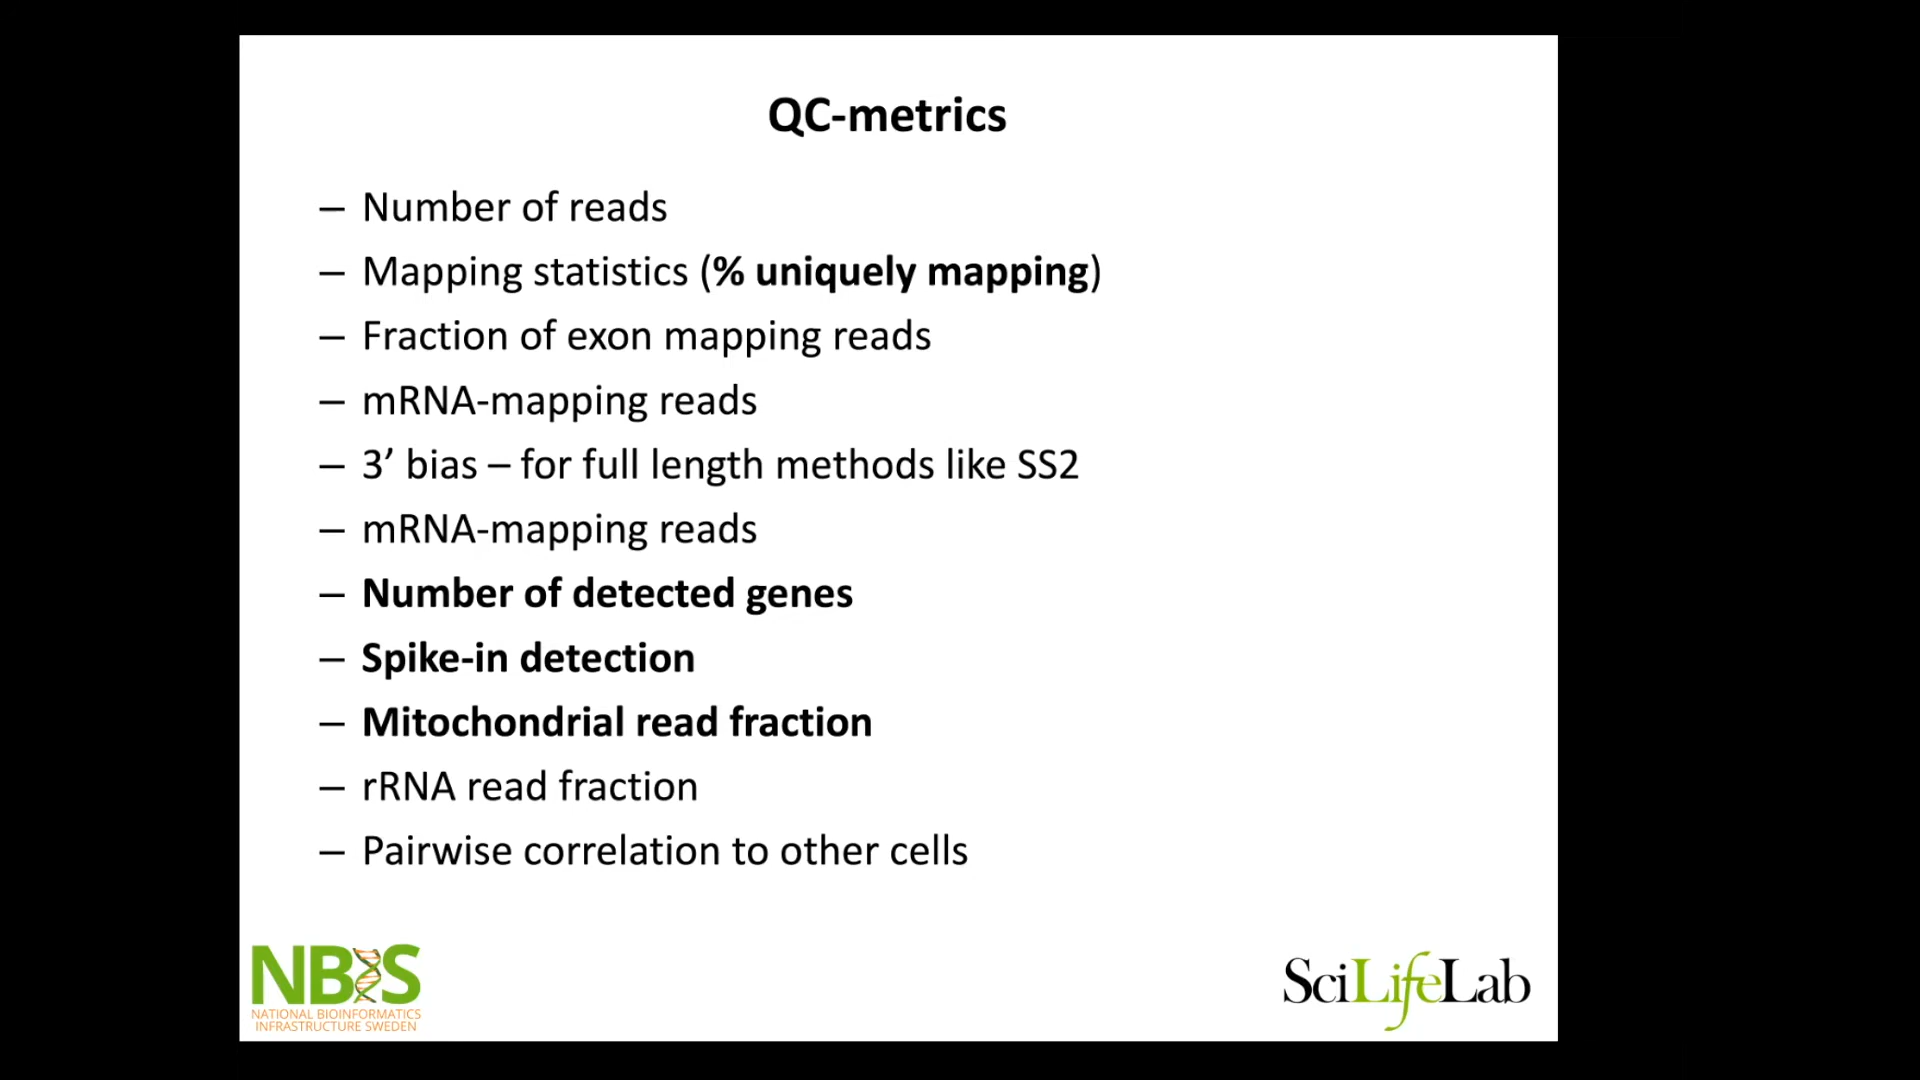 QC-metrics
– Number of reads
– Mapping statistics (% uniquely mapping)
– Fraction of exon mapping reads
– mRNA-mapping reads
– 3’ bias – for full length methods like SS2
– mRNA-mapping reads
– Number of detected genes
– Spike-in detection
– Mitochondrial read fraction
– rRNA read fraction
– Pairwise correlation to other cells
NBIS
NATIONAL BIOINFORMATICS
INFRASTRUCTURE SWEDEN
SciLifeLab